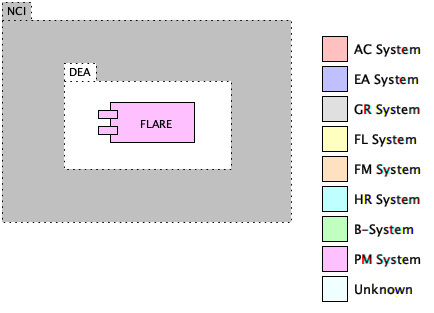 NCI
DEA
FLARE
AC System
EA System
GR System
FL System
FM System
HR System
B-System
PM System
Unknown